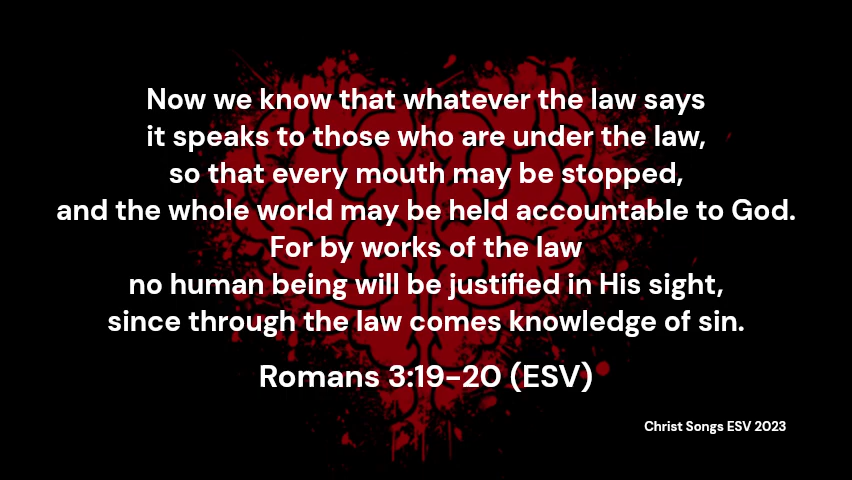 Now we know that whatever the law says
it speaks to those who are under the law,
so that every mouth may be stopped,
and the whole world may be held accountable to God.
For by works of the law
no human being will be justified in His sight,
since through the law comes knowledge of sin.
Romans 3:19-20 (ESV)
Christ Songs ESV 2023